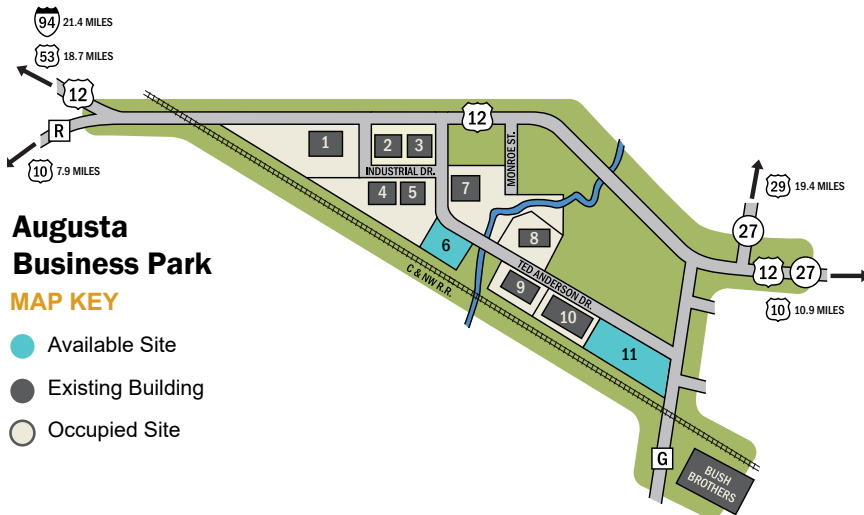 94 21.4 MILES
53 18.7 MILES
12
R
10 7.9 MILES
12
1
2
3
INDUSTRIAL DR.
4
5
7
MONROE ST.
6
8
C & NW R.R.
TED ANDERSON DR.
9
10
11
29 19.4 MILES
27
12 27
10 10.9 MILES
G
BUSH
BROTHERS
Augusta
Business Park
MAP KEY
Available Site
Existing Building
Occupied Site